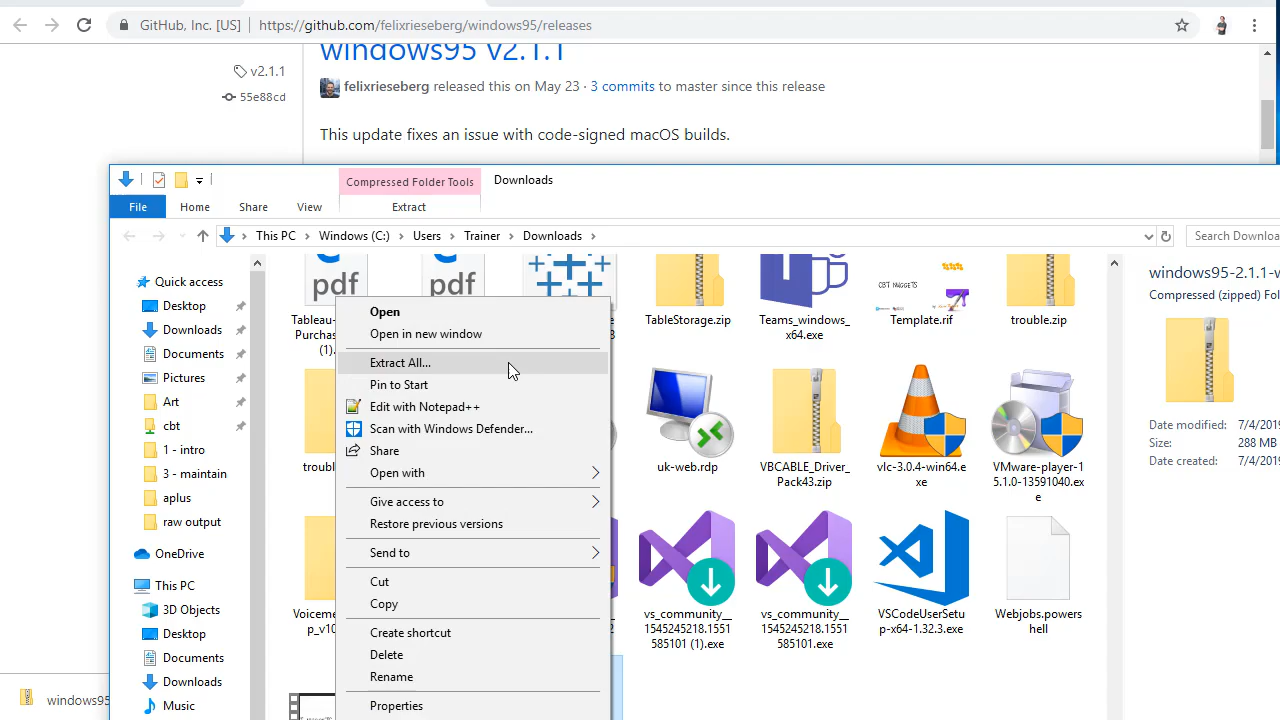 GitHub, Inc. [US]
https://github.com/felixrieseberg/windows95/releases
windows95 v2.1.1
v2.1.1
felixrieseberg released this on May 23 · 3 commits to master since this release
55e88cd
This update fixes an issue with code-signed macOS builds.
Compressed Folder Tools
Downloads
File
Home
Share
View
Extract
This PC
Windows (C:)
Users
Trainer
Downloads
Quick access
Desktop
Downloads
Documents
Pictures
Art
cbt
1 - intro
3 - maintain
aplus
raw output
OneDrive
This PC
3D Objects
Desktop
Documents
Downloads
Music
pdf
pdf
TableStorage.zip
Teams_windows_
x64.exe
CBT NUGGETS
Template.rif
trouble.zip
uk-web.rdp
VBCABLE_Driver_
Pack43.zip
vlc-3.0.4-win64.e
xe
VMware-player-1
5.1.0-13591040.ex
e
vs_community__
1545245218.1551
585101 (1).exe
vs_community__
1545245218.1551
585101.exe
VSCodeUserSetu
p-x64-1.32.3.exe
Webjobs.powers
hell
Open
Open in new window
Extract All...
Pin to Start
Edit with Notepad++
Scan with Windows Defender...
Share
Open with
Give access to
Restore previous versions
Send to
Cut
Copy
Create shortcut
Delete
Rename
Properties
windows95-2.1.1-w
Compressed (zipped) Fol
Date modified: 7/4/2019
Size: 288 MB
Date created: 7/4/2019
windows95